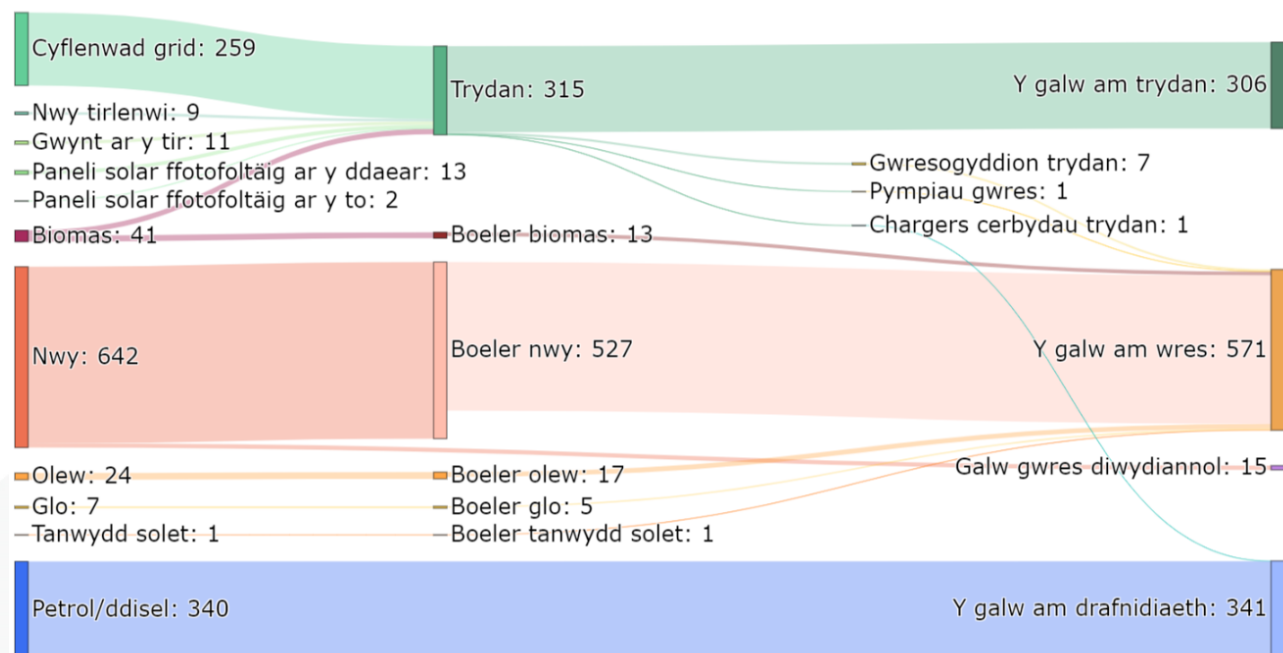 Cyflenwad grid: 259
Nwy tirlenwi: 9
Gwynt ar y tir: 11
Paneli solar ffotofoltäig ar y ddaear: 13
Paneli solar ffotofoltäig ar y to: 2
Biomas: 41
Nwy: 642
Olew: 24
Glo: 7
Tanwydd solet: 1
Petrol/ddisel: 340
Trydan: 315
Boeler biomas: 13
Boeler nwy: 527
Boeler olew: 17
Boeler glo: 5
Boeler tanwydd solet: 1
Gwresogyddion trydan: 7
Pympiau gwres: 1
Chargers cerbydau trydan: 1
Y galw am trydan: 306
Y galw am wres: 571
Galw gwres diwydiannol: 15
Y galw am drafnidiaeth: 341